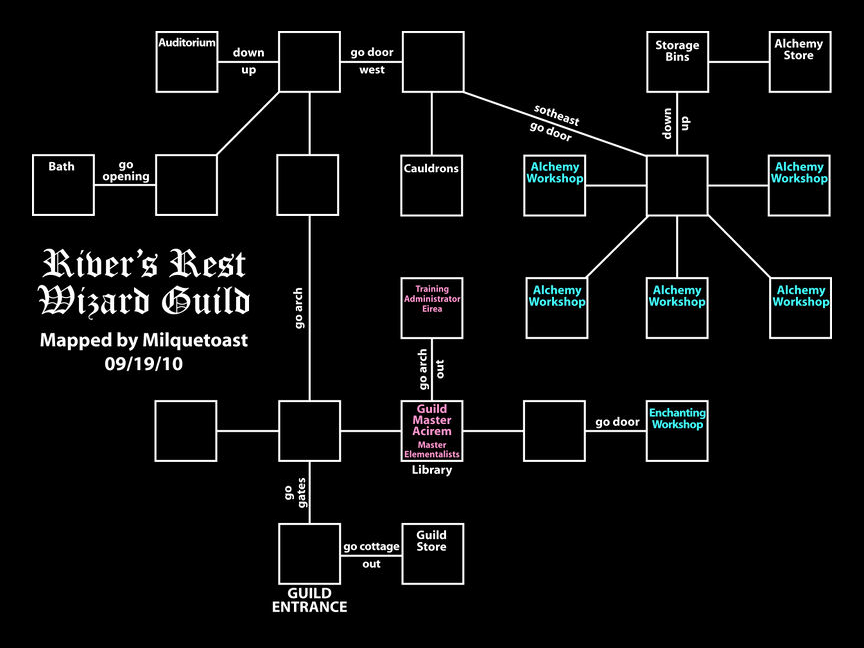 Auditorium
down
up
go door
west
Storage
Bins
Alchemy
Store
sotheast
go door
down
up
Bath
go
opening
Cauldrons
Alchemy
Workshop
Alchemy
Workshop
River's Rest
Wizard Guild
Mapped by Milquetoast
09/19/10
go arch
Training
Administrator
Eirea
Alchemy
Workshop
Alchemy
Workshop
Alchemy
Workshop
go arch
out
Guild
Master
Acirem
Master
Elementalists
Library
go door
Enchanting
Workshop
go
gates
go cottage
out
Guild
Store
GUILD
ENTRANCE